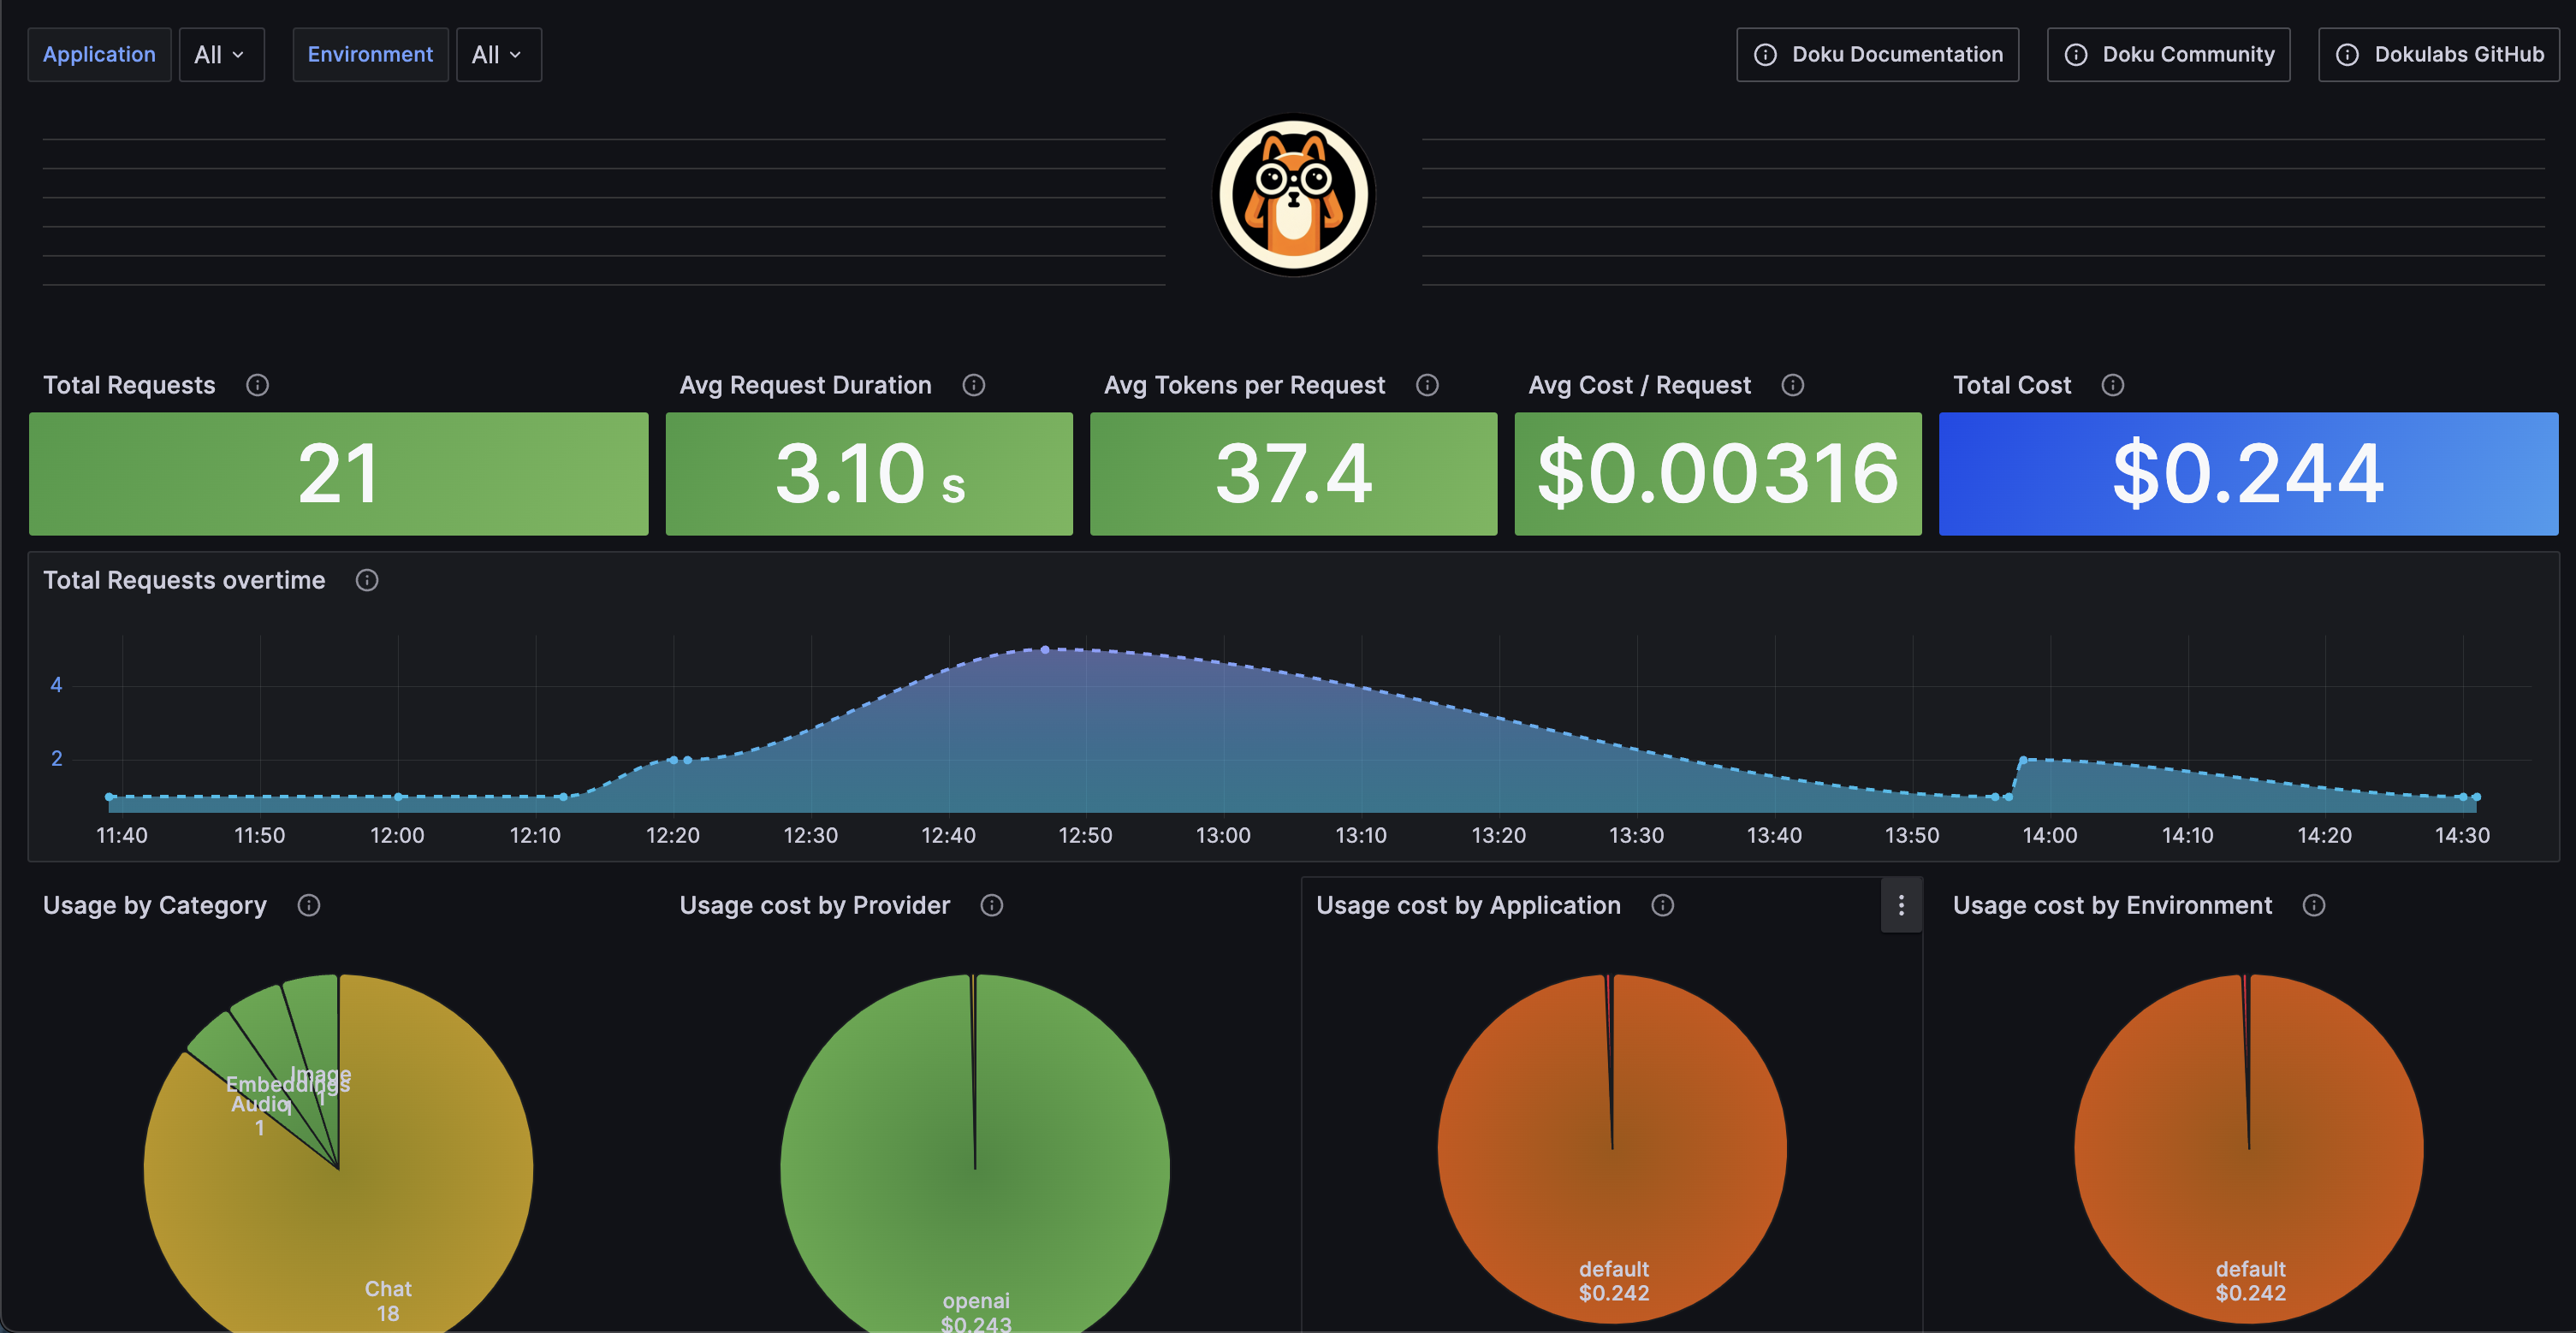 Application All Environment All Doku Documentation Doku Community Dokulabs GitHub
Total Requests
21
Avg Request Duration
3.10 s
Avg Tokens per Request
37.4
Avg Cost / Request
$0.00316
Total Cost
$0.244
Total Requests overtime
4
2
11:40 11:50 12:00 12:10 12:20 12:30 12:40 12:50 13:00 13:10 13:20 13:30 13:40 13:50 14:00 14:10 14:20 14:30
Usage by Category
Image
1
Embeddings
1
Audio
1
Chat
18
Usage cost by Provider
openai
$0.243
Usage cost by Application
default
$0.242
Usage cost by Environment
default
$0.242